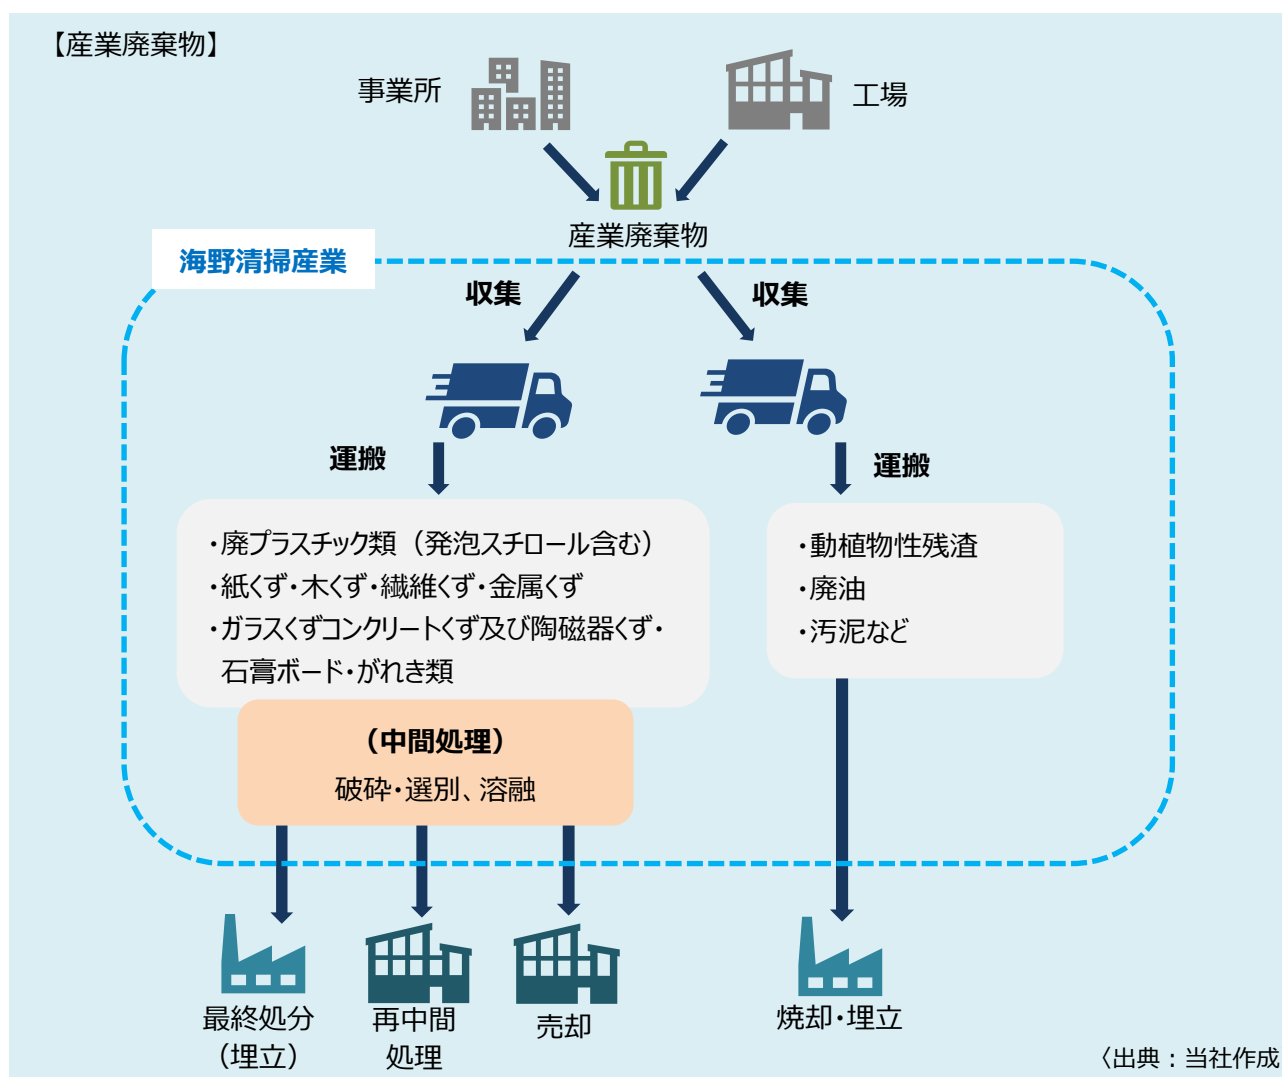 【産業廃棄物】
事業所
工場
産業廃棄物
海野清掃産業
収集
収集
運搬
運搬
・廃プラスチック類（発泡スチロール含む）
・紙くず・木くず・繊維くず・金属くず
・ガラスくずコンクリートくず及び陶磁器くず・
石膏ボード・がれき類
・動植物性残渣
・廃油
・汚泥など
（中間処理）
破砕・選別、溶融
最終処分
（埋立）
再中間
処理
売却
焼却・埋立
〈出典：当社作成